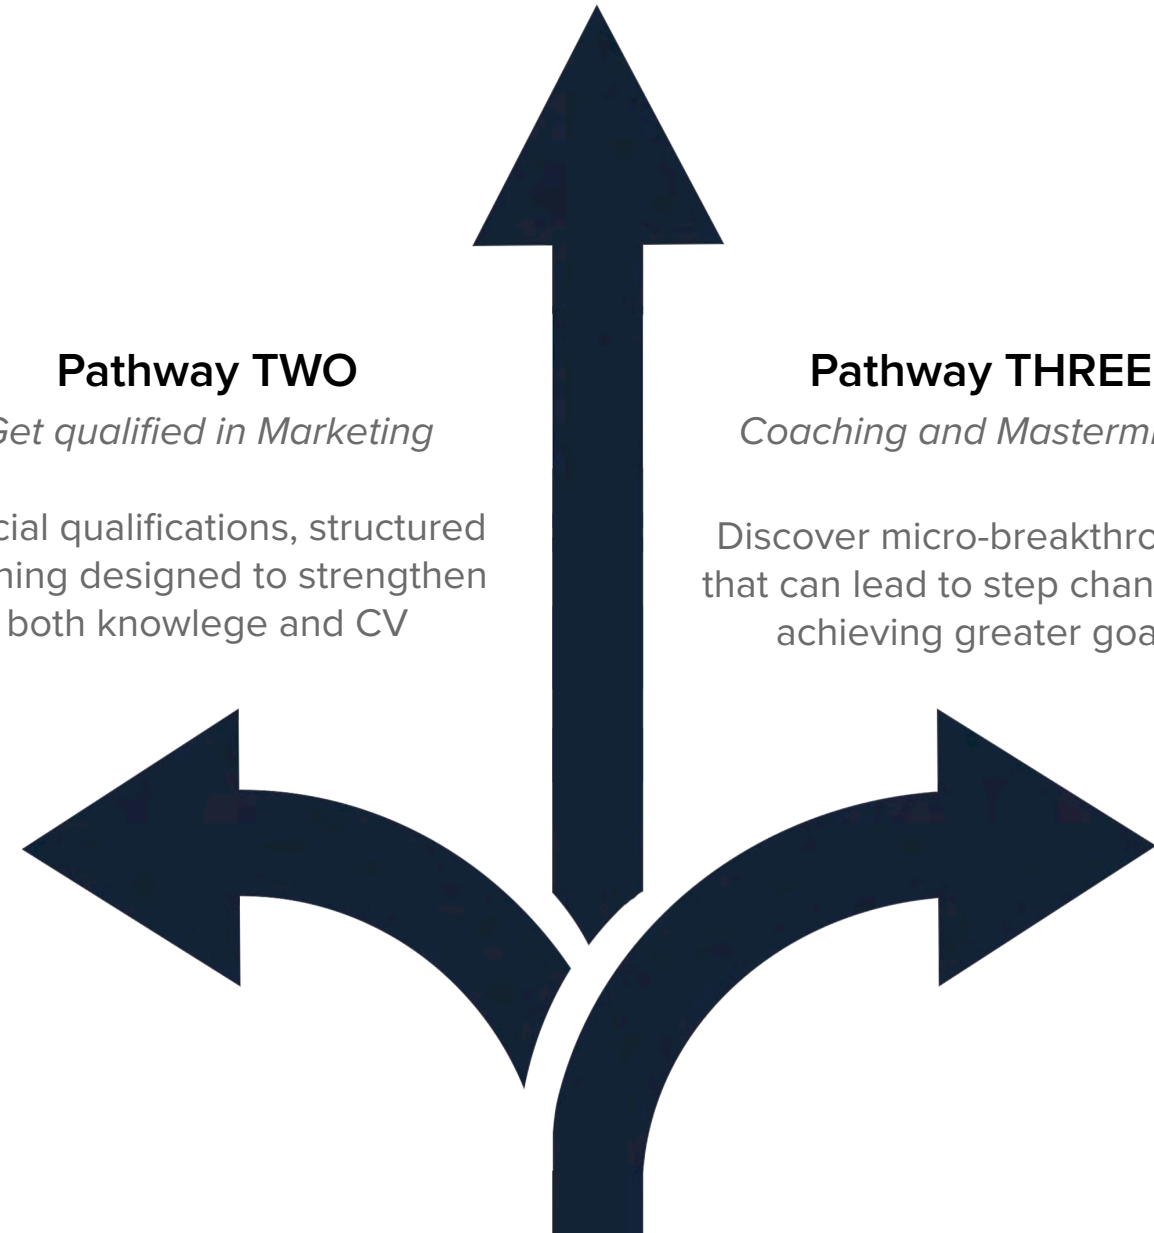 Pathway TWO
Get qualified in Marketing
cial qualifications, structured
ning designed to strengthen
both knowlege and CV
Pathway THREE
Coaching and Masterm
Discover micro-breakthro
that can lead to step chan
achieving greater goa